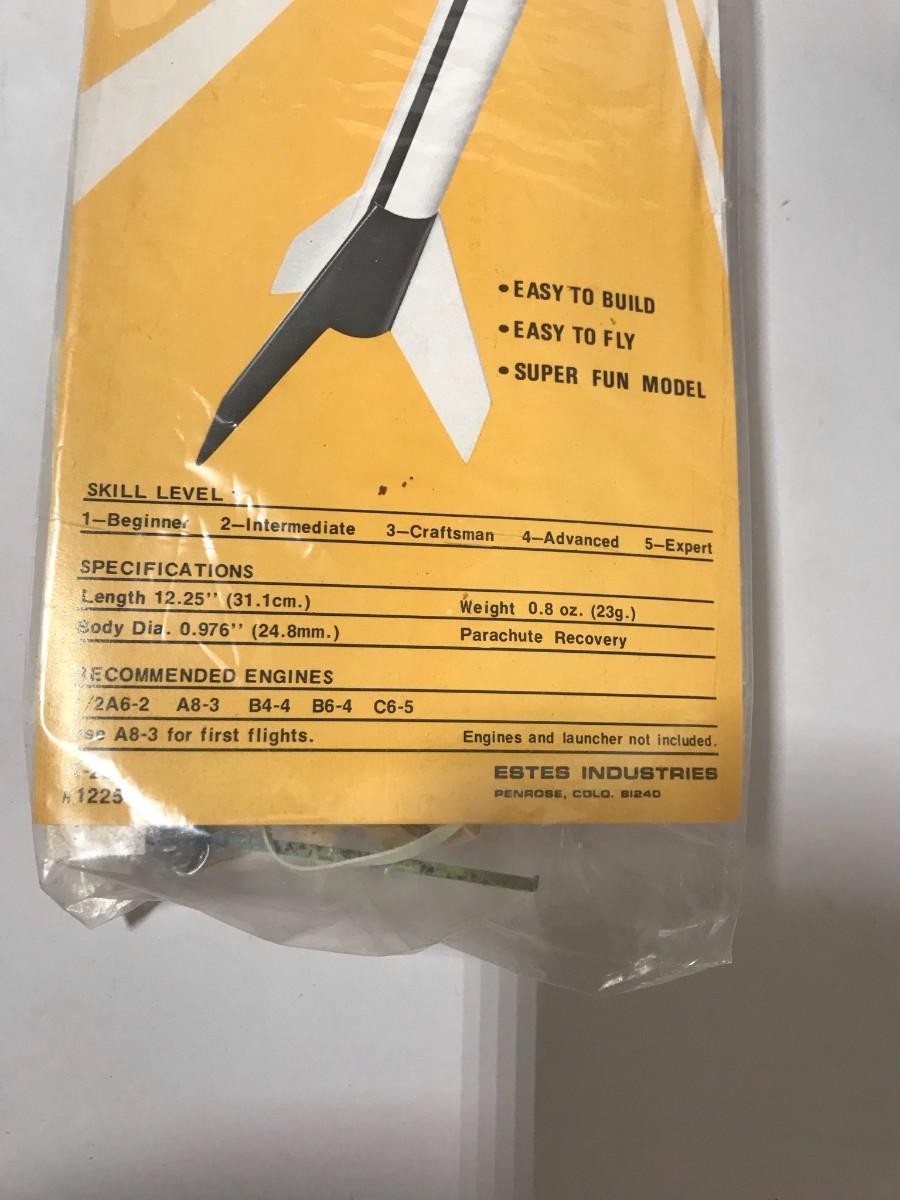 • EASY TO BUILD
• EASY TO FLY
• SUPER FUN MODEL
SKILL LEVEL
1—Beginner 2—Intermediate 3—Craftsman 4—Advanced 5—Expert
SPECIFICATIONS
Length 12.25'' (31.1cm.) Weight 0.8 oz. (23g.)
Body Dia. 0.976'' (24.8mm.) Parachute Recovery
RECOMMENDED ENGINES
/2A6-2 A8-3 B4-4 B6-4 C6-5
A8-3 for first flights. Engines and launcher not included.
ESTES INDUSTRIES
1225 PENROSE, COLO. 81240